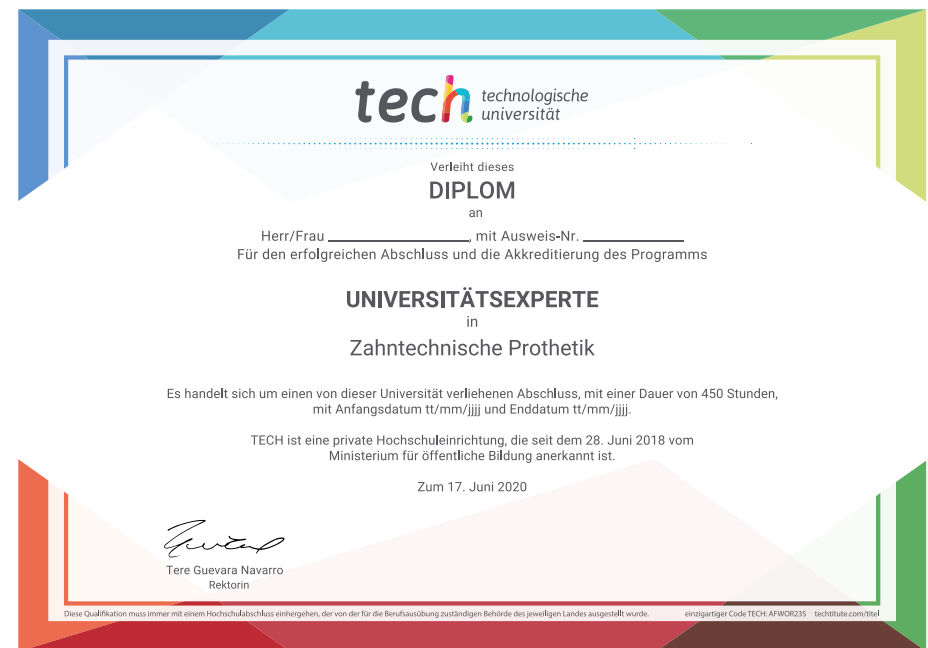 tech technologische
universität
Verleiht dieses
DIPLOM
an
Herr/Frau ____________________, mit Ausweis-Nr. ______________
Für den erfolgreichen Abschluss und die Akkreditierung des Programms
UNIVERSITÄTSEXPERTE
in
Zahntechnische Prothetik
Es handelt sich um einen von dieser Universität verliehenen Abschluss, mit einer Dauer von 450 Stunden,
mit Anfangsdatum tt/mm/jjjj und Enddatum tt/mm/jjjj.
TECH ist eine private Hochschuleinrichtung, die seit dem 28. Juni 2018 vom
Ministerium für öffentliche Bildung anerkannt ist.
Zum 17. Juni 2020
Tere Guevara Navarro
Rektorin
Diese Qualifikation muss immer mit einem Hochschulabschluss einhergehen, der von der für die Berufsausübung zuständigen Behörde des jeweiligen Landes ausgestellt wurde. einzigartiger Code TECH: AFWOR23S techtitute.com/titel